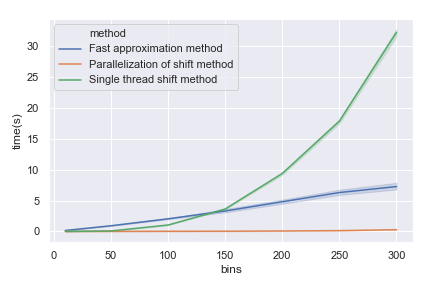 method
Fast approximation method
Parallelization of shift method
Single thread shift method
30
25
20
15
10
5
0
time(s)
0 50 100 150 200 250 300
bins